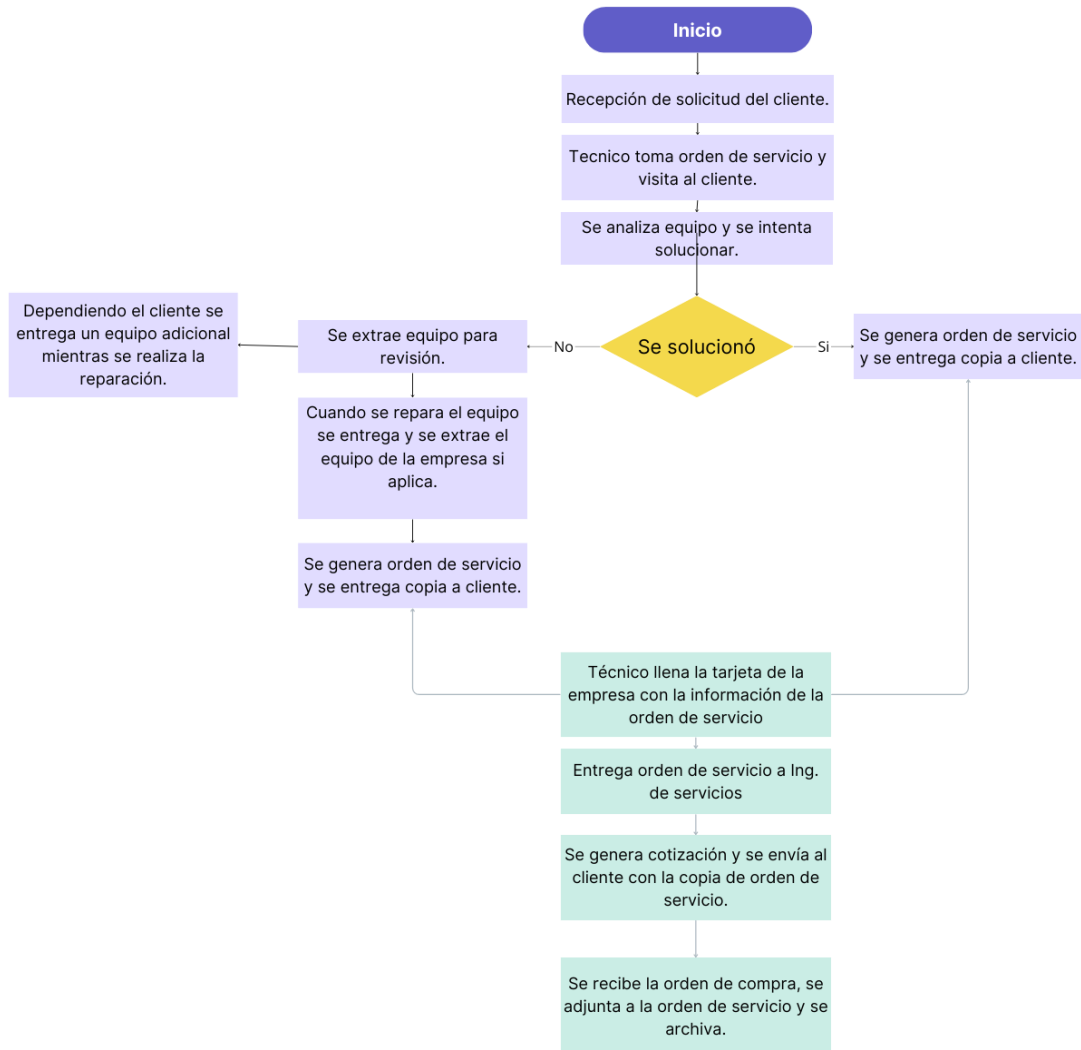 Inicio
Recepción de solicitud del cliente.
Tecnico toma orden de servicio y
visita al cliente.
Se analiza equipo y se intenta
solucionar.
Se solucionó
No
Si
Se extrae equipo para
revisión.
Dependiendo el cliente se
entrega un equipo adicional
mientras se realiza la
reparación.
Se genera orden de servicio
y se entrega copia a cliente.
Cuando se repara el equipo
se entrega y se extrae el
equipo de la empresa si
aplica.
Se genera orden de servicio
y se entrega copia a cliente.
Técnico llena la tarjeta de la
empresa con la información de la
orden de servicio
Entrega orden de servicio a Ing.
de servicios
Se genera cotización y se envía al
cliente con la copia de orden de
servicio.
Se recibe la orden de compra, se
adjunta a la orden de servicio y se
archiva.